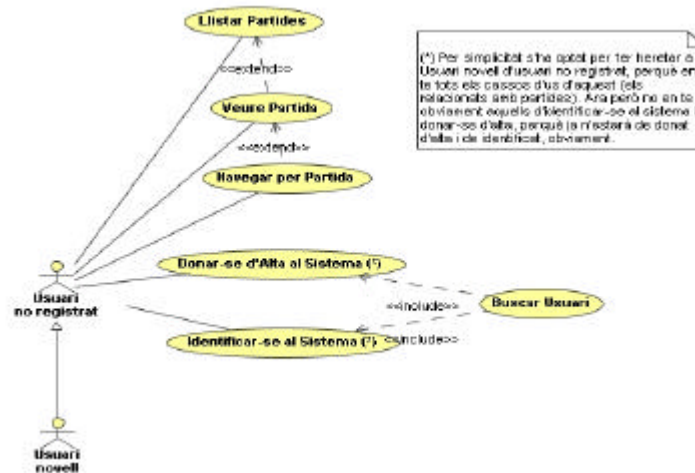 Llistar Partides
<<extend>>
Veure Partida
<<extend>>
Navegar per Partida
(*) Per simplicitat s'ha optat per fer heretar a
Usuari novell d'usuari no registrat, perquè en
te tots els cassos d'us d'aquest (els
relacionats amb partides). Ara però no en te
obviament aquells d'identificar-se al sistema i
donar-se d'alta, perquè ja n'estarà de donat
d'alta i de identificat, obviament.
Donar-se d'Alta al Sistema (*)
Usuari
no registrat
<<include>>
Buscar Usuari
Identificar-se al Sistema (*)
<<include>>
Usuari
novell